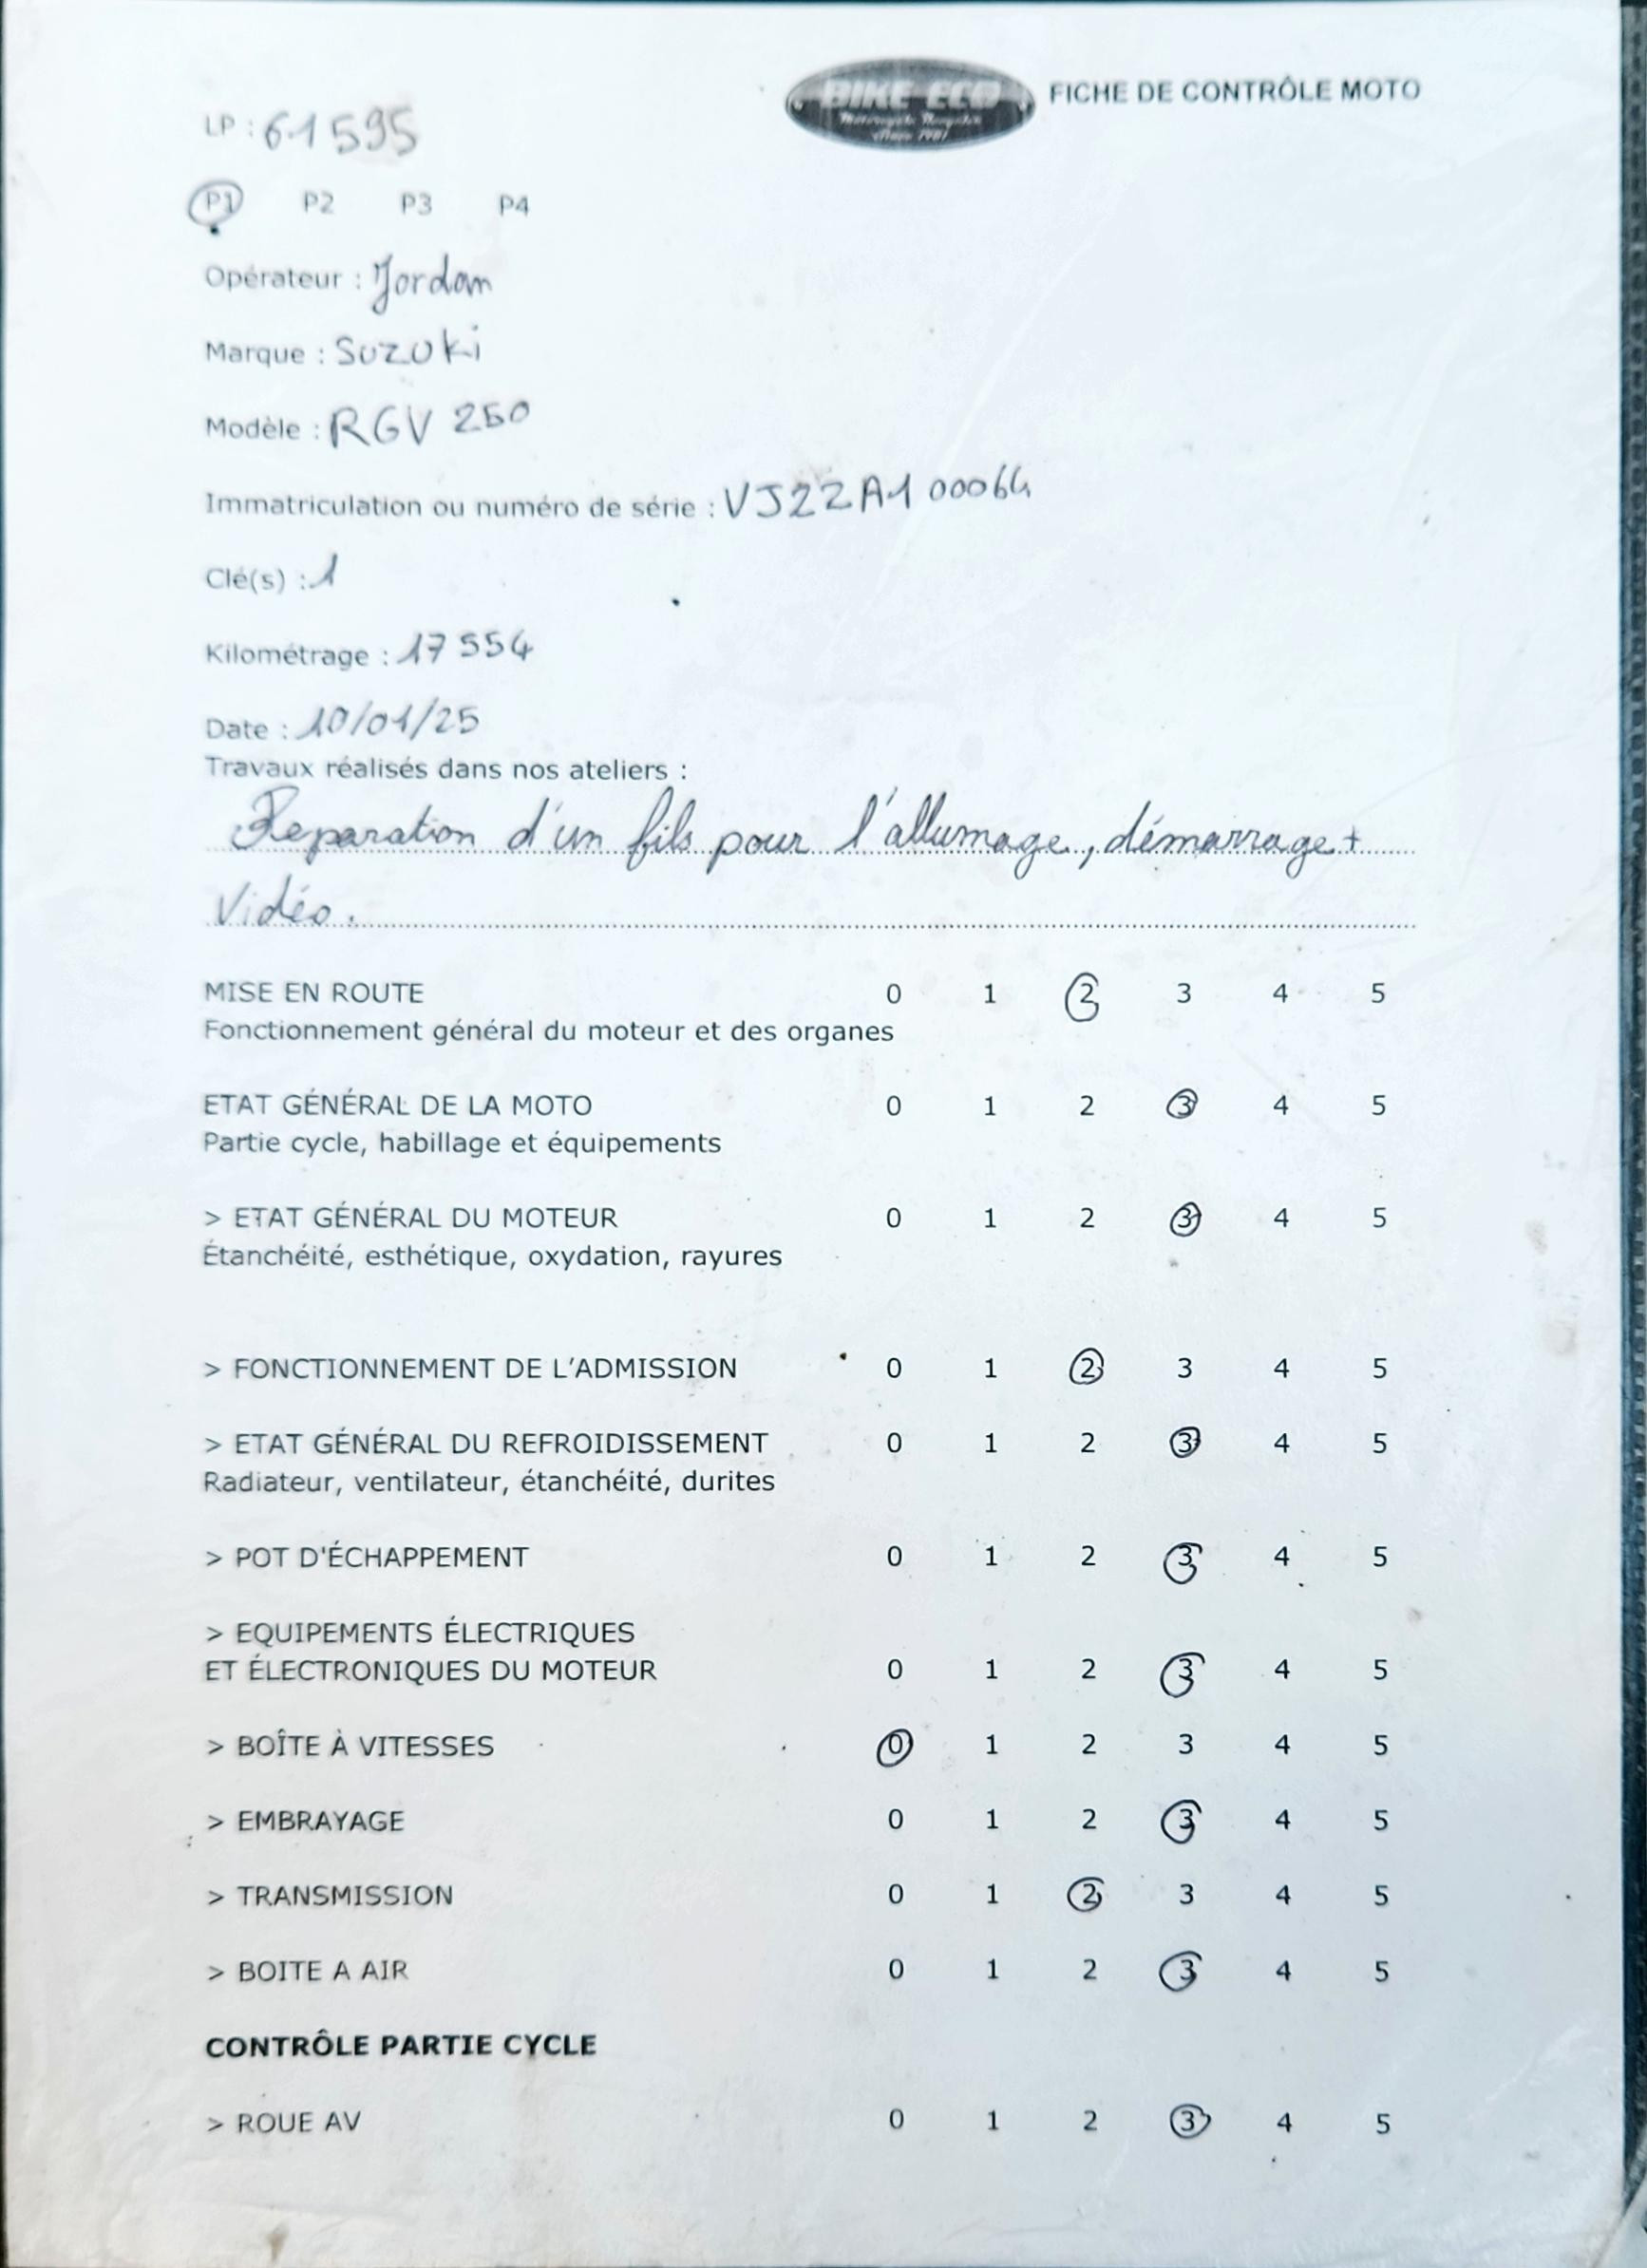 BIKE ECO
FICHE DE CONTRÔLE MOTO
LP : 61595
P1 P2 P3 P4
Opérateur : Jordan
Marque : Suzuki
Modèle : RGV 250
Immatriculation ou numéro de série : VJ22A1 00064
Clé(s) : 1
Kilométrage : 17 554
Date : 10/01/25
Travaux réalisés dans nos ateliers :
Reparation d'un fils pour l'allumage, démarrage +
Vidéo.
MISE EN ROUTE 0 1 2 3 4 5
Fonctionnement général du moteur et des organes
ETAT GÉNÉRAL DE LA MOTO 0 1 2 3 4 5
Partie cycle, habillage et équipements
> ETAT GÉNÉRAL DU MOTEUR 0 1 2 3 4 5
Étanchéité, esthétique, oxydation, rayures
> FONCTIONNEMENT DE L'ADMISSION 0 1 2 3 4 5
> ETAT GÉNÉRAL DU REFROIDISSEMENT 0 1 2 3 4 5
Radiateur, ventilateur, étanchéité, durites
> POT D'ÉCHAPPEMENT 0 1 2 3 4 5
> EQUIPEMENTS ÉLECTRIQUES
ET ÉLECTRONIQUES DU MOTEUR 0 1 2 3 4 5
> BOÎTE À VITESSES 0 1 2 3 4 5
> EMBRAYAGE 0 1 2 3 4 5
> TRANSMISSION 0 1 2 3 4 5
> BOITE A AIR 0 1 2 3 4 5
CONTRÔLE PARTIE CYCLE
> ROUE AV 0 1 2 3 4 5